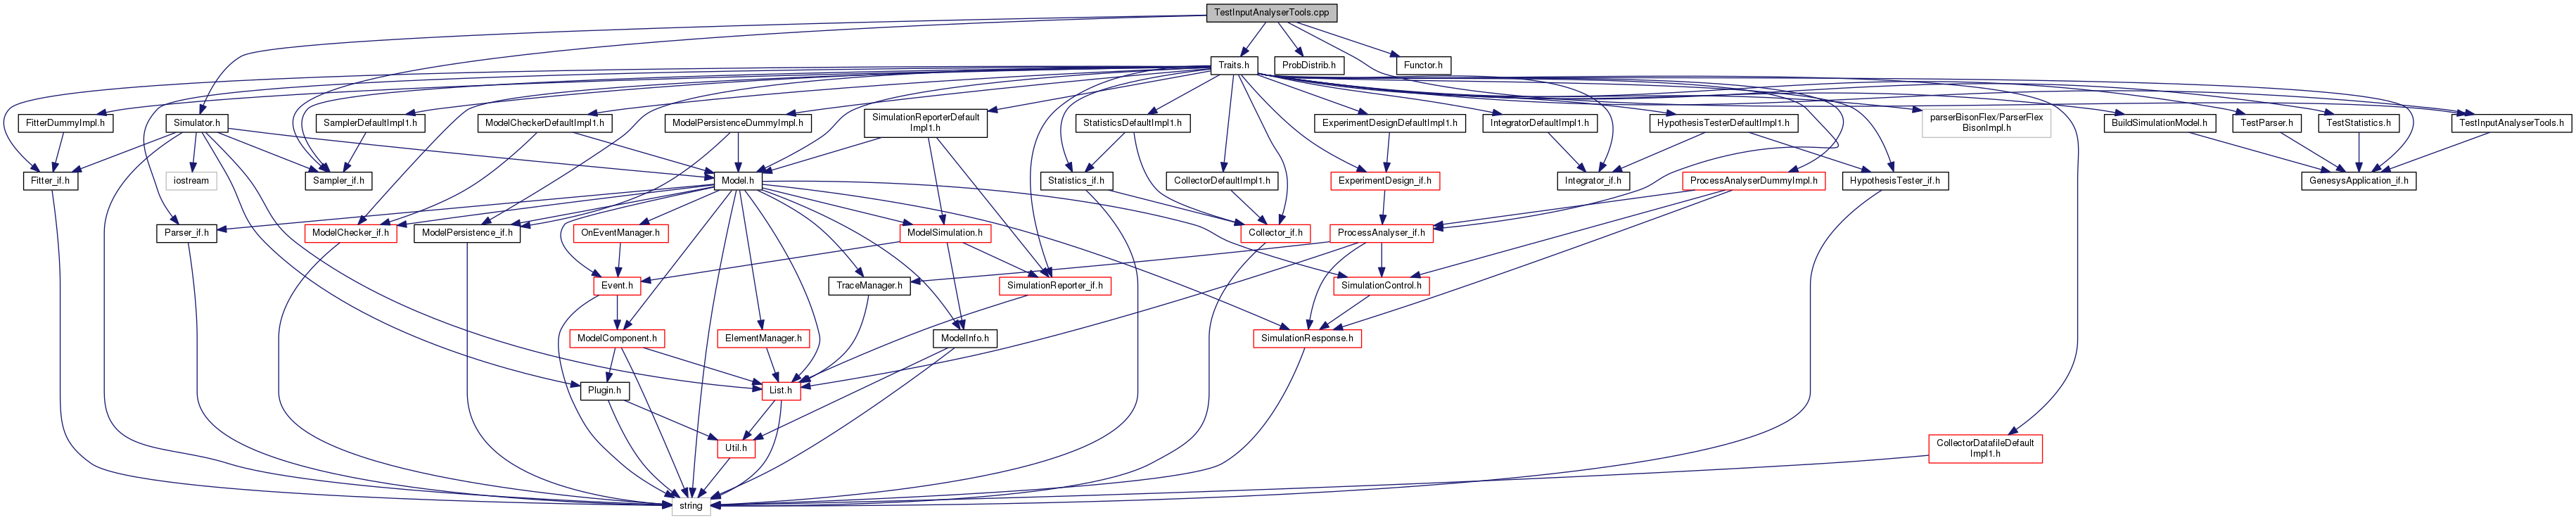 TestInputAnalyserTools.cpp
Traits.h
ProbDistrib.h
Functor.h
FitterDummyImpl.h
Simulator.h
SamplerDefaultImpl1.h
ModelCheckerDefaultImpl1.h
ModelPersistenceDummyImpl.h
SimulationReporterDefault
Impl1.h
StatisticsDefaultImpl1.h
ExperimentDesignDefaultImpl1.h
IntegratorDefaultImpl1.h
HypothesisTesterDefaultImpl1.h
parserBisonFlex/ParserFlex
BisonImpl.h
BuildSimulationModel.h
TestParser.h
TestStatistics.h
TestInputAnalyserTools.h
Fitter_if.h
iostream
Sampler_if.h
Model.h
Statistics_if.h
CollectorDefaultImpl1.h
ExperimentDesign_if.h
Integrator_if.h
ProcessAnalyserDummyImpl.h
HypothesisTester_if.h
GenesysApplication_if.h
Parser_if.h
ModelChecker_if.h
ModelPersistence_if.h
OnEventManager.h
ModelSimulation.h
Collector_if.h
ProcessAnalyser_if.h
Event.h
TraceManager.h
SimulationReporter_if.h
SimulationControl.h
ModelComponent.h
ElementManager.h
ModelInfo.h
SimulationResponse.h
Plugin.h
List.h
Util.h
CollectorDatafileDefault
Impl1.h
string